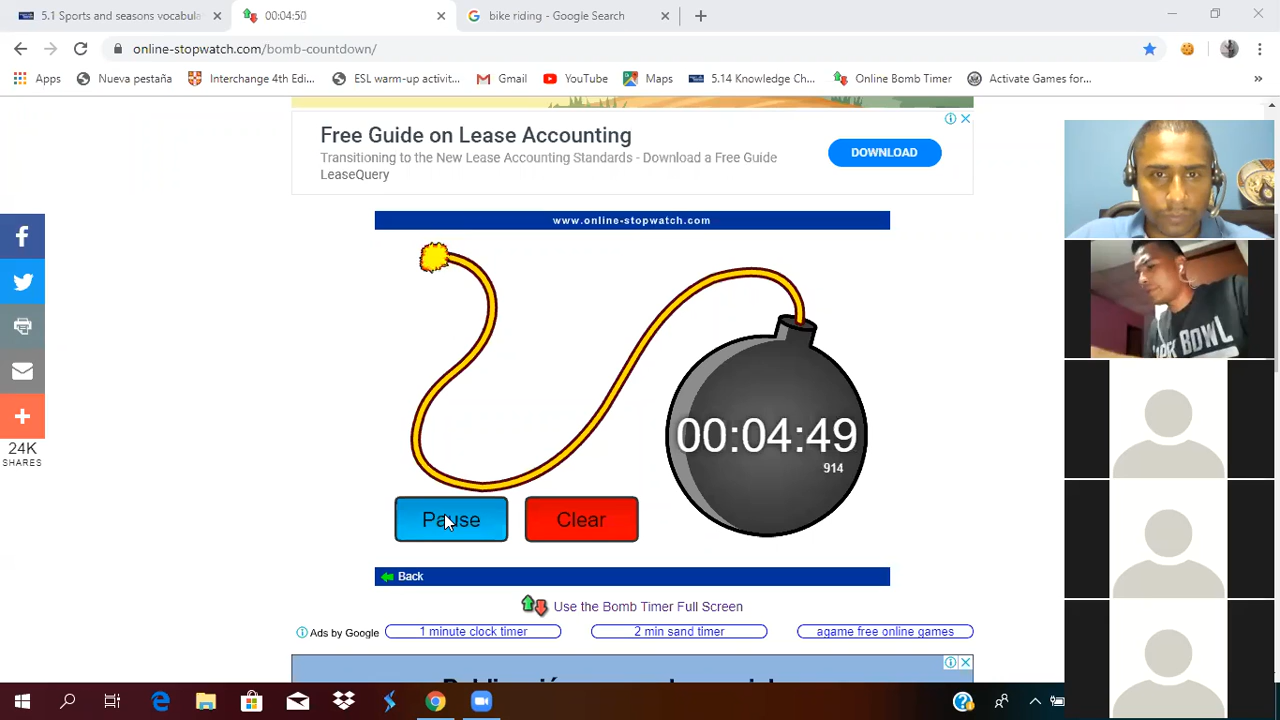 5.1 Sports and seasons vocabula
00:04:50
bike riding - Google Search
online-stopwatch.com/bomb-countdown/
Apps
Nueva pestaña
Interchange 4th Edi...
ESL warm-up activit...
Gmail
YouTube
Maps
5.14 Knowledge Ch...
Online Bomb Timer
Activate Games for...
»
Free Guide on Lease Accounting
Transitioning to the New Lease Accounting Standards - Download a Free Guide
LeaseQuery
DOWNLOAD
www.online-stopwatch.com
24K
SHARES
00:04:49
914
Pause
Clear
Back
Use the Bomb Timer Full Screen
Ads by Google
1 minute clock timer
2 min sand timer
agame free online games
BOWL